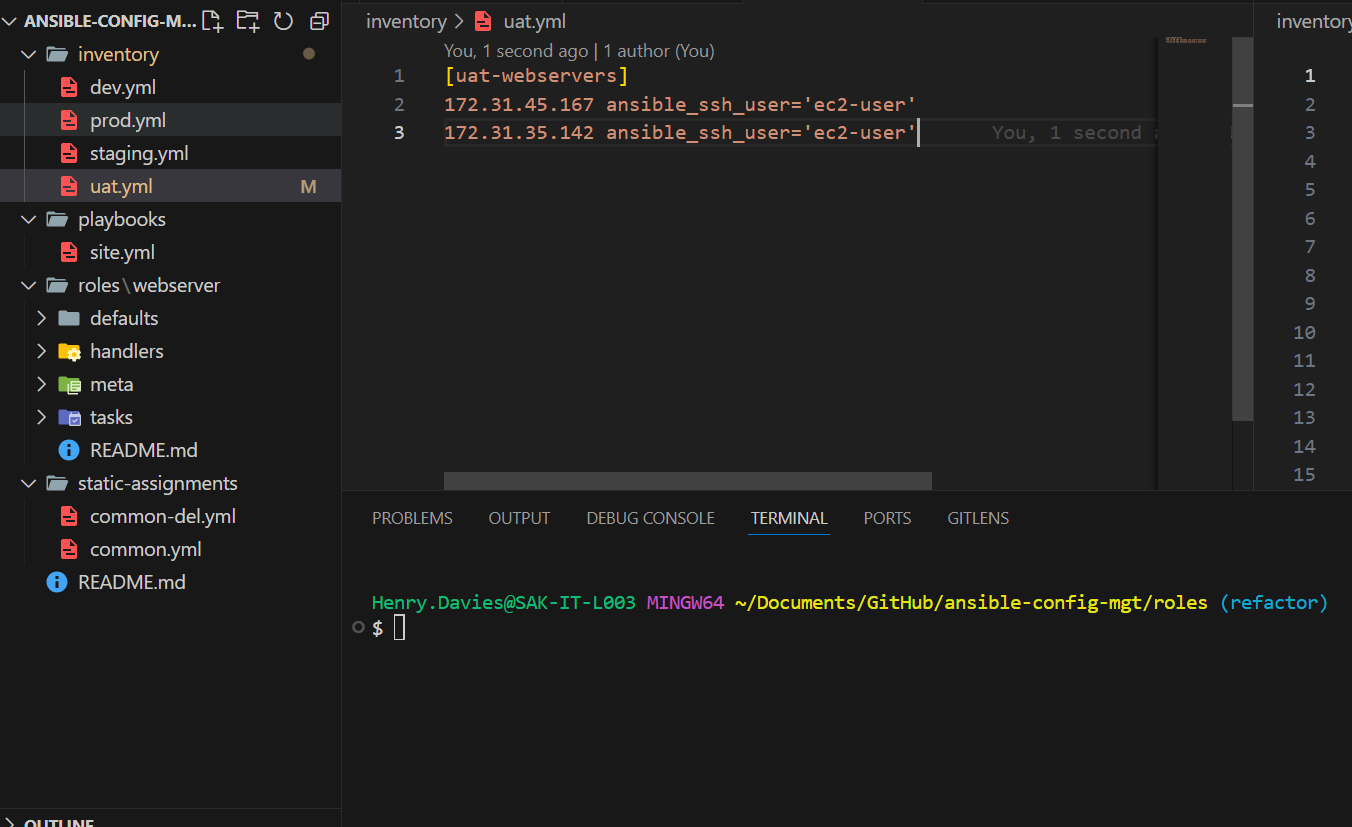 ANSIBLE-CONFIG-M...
inventory
dev.yml
prod.yml
staging.yml
uat.yml M
playbooks
site.yml
roles\webserver
defaults
handlers
meta
tasks
README.md
static-assignments
common-del.yml
common.yml
README.md
OUTLINE
inventory > uat.yml
You, 1 second ago | 1 author (You)
1 [uat-webservers]
2 172.31.45.167 ansible_ssh_user='ec2-user'
3 172.31.35.142 ansible_ssh_user='ec2-user' You, 1 second
inventory
1
2
3
4
5
6
7
8
9
10
11
12
13
14
15
PROBLEMS OUTPUT DEBUG CONSOLE TERMINAL PORTS GITLENS
Henry.Davies@SAK-IT-L003 MINGW64 ~/Documents/GitHub/ansible-config-mgt/roles (refactor)
$